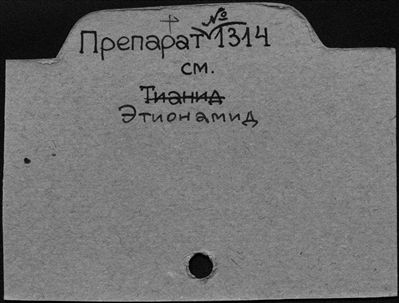 Препарат № 1314
см.
Тианид
Этионамид